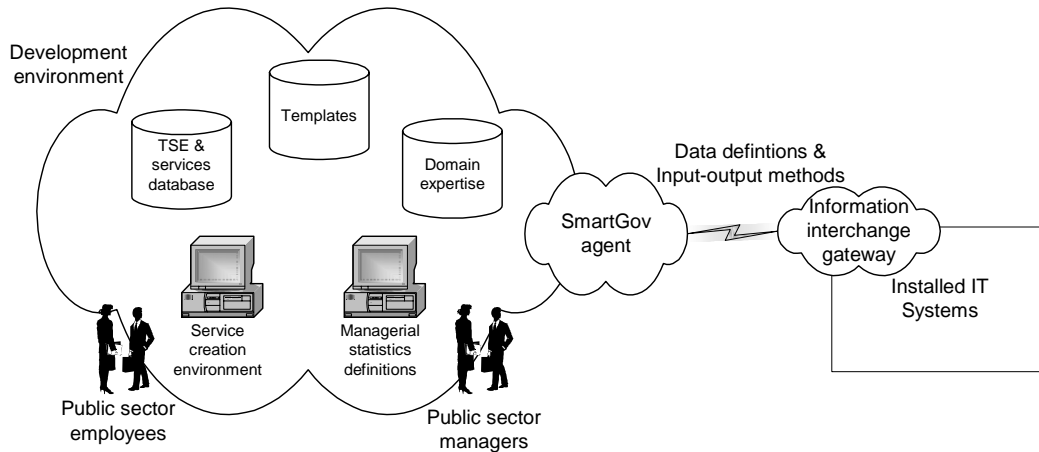 Development
environment
Templates
TSE &
services
database
Domain
expertise
Data defintions &
Input-output methods
SmartGov
agent
Information
interchange
gateway
Installed IT
Systems
Service
creation
environment
Managerial
statistics
definitions
Public sector
employees
Public sector
managers